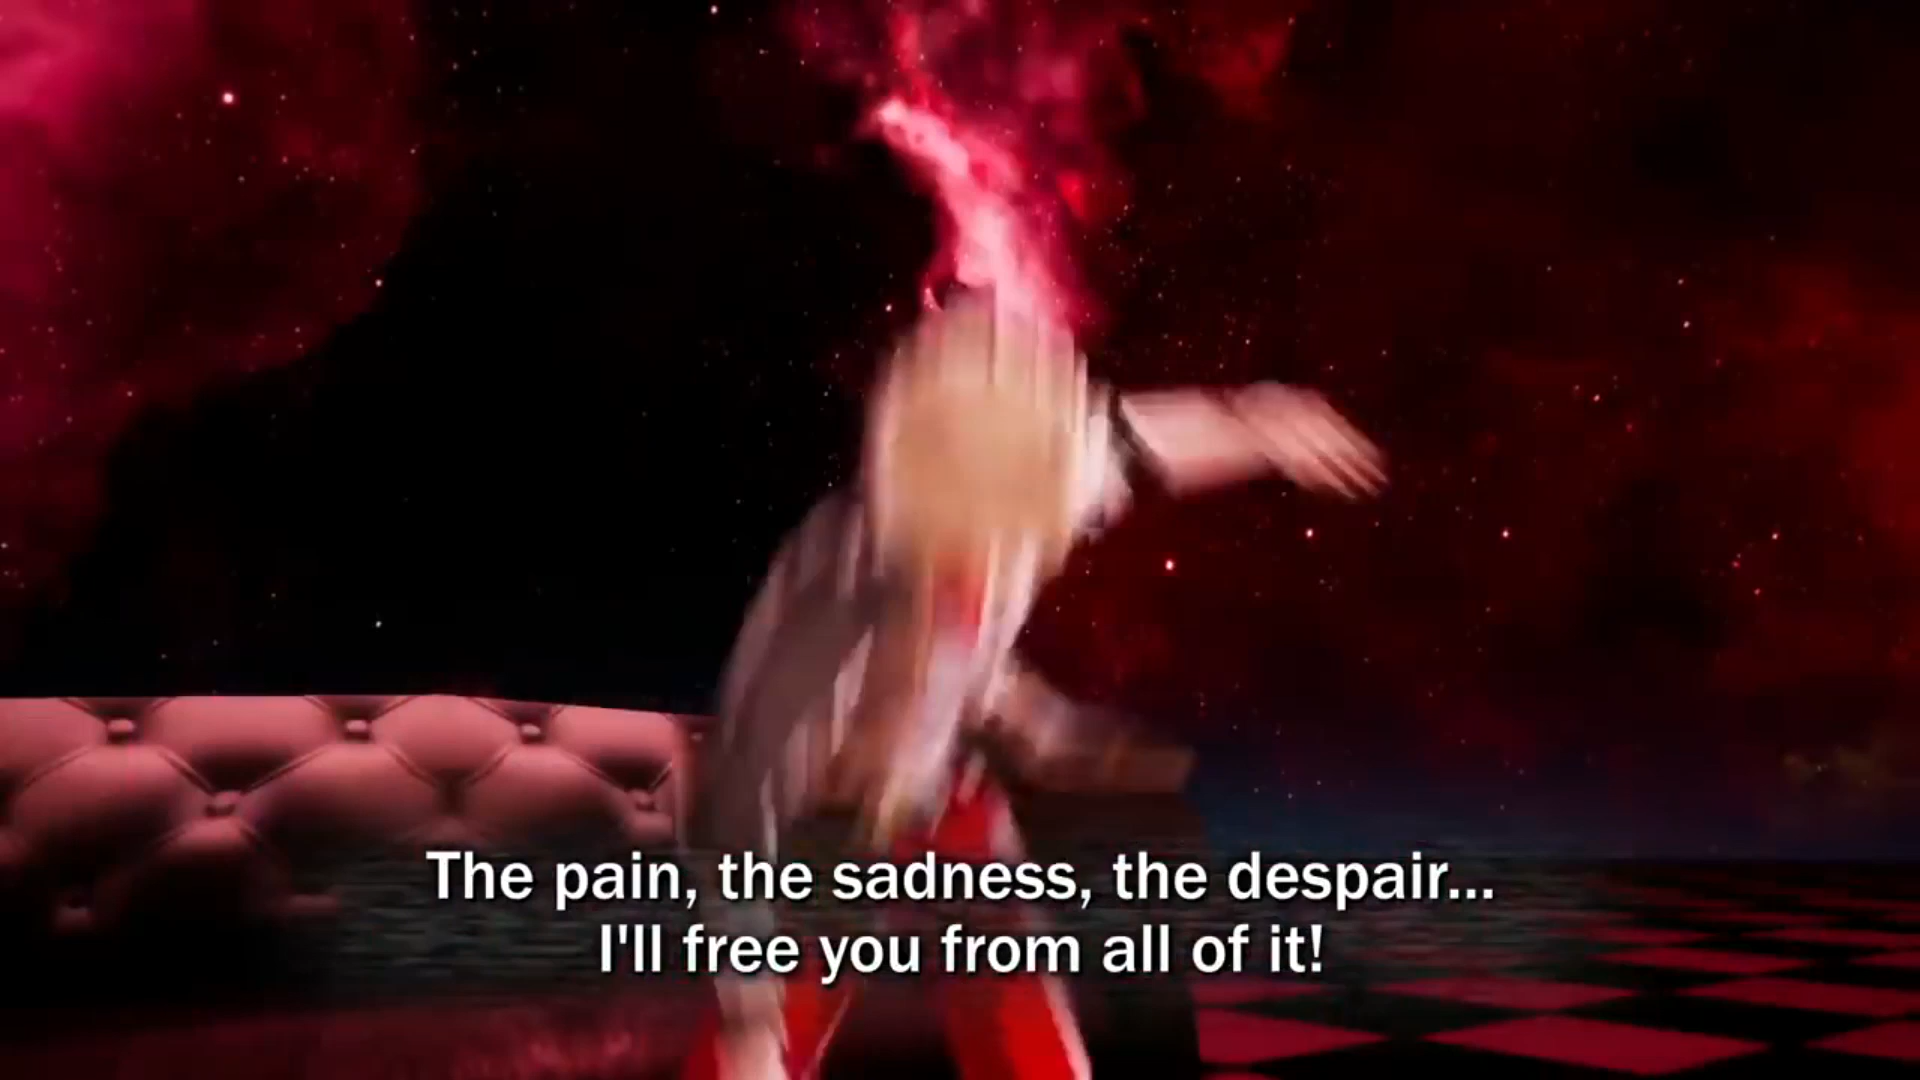 The pain, the sadness, the despair...
I'll free you from all of it!